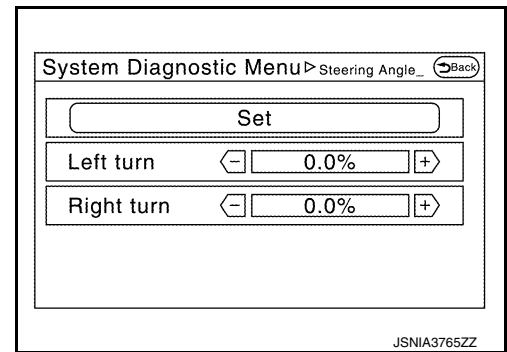 System Diagnostic Menu▷Steering Angle_ Back
Set
Left turn − 0.0% +
Right turn − 0.0% +
JSNIA3765ZZ